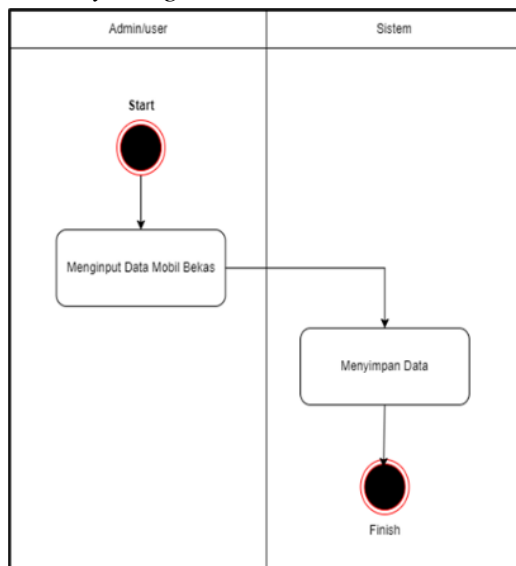 Admin/user
Sistem
Start
Menginput Data Mobil Bekas
Menyimpan Data
Finish